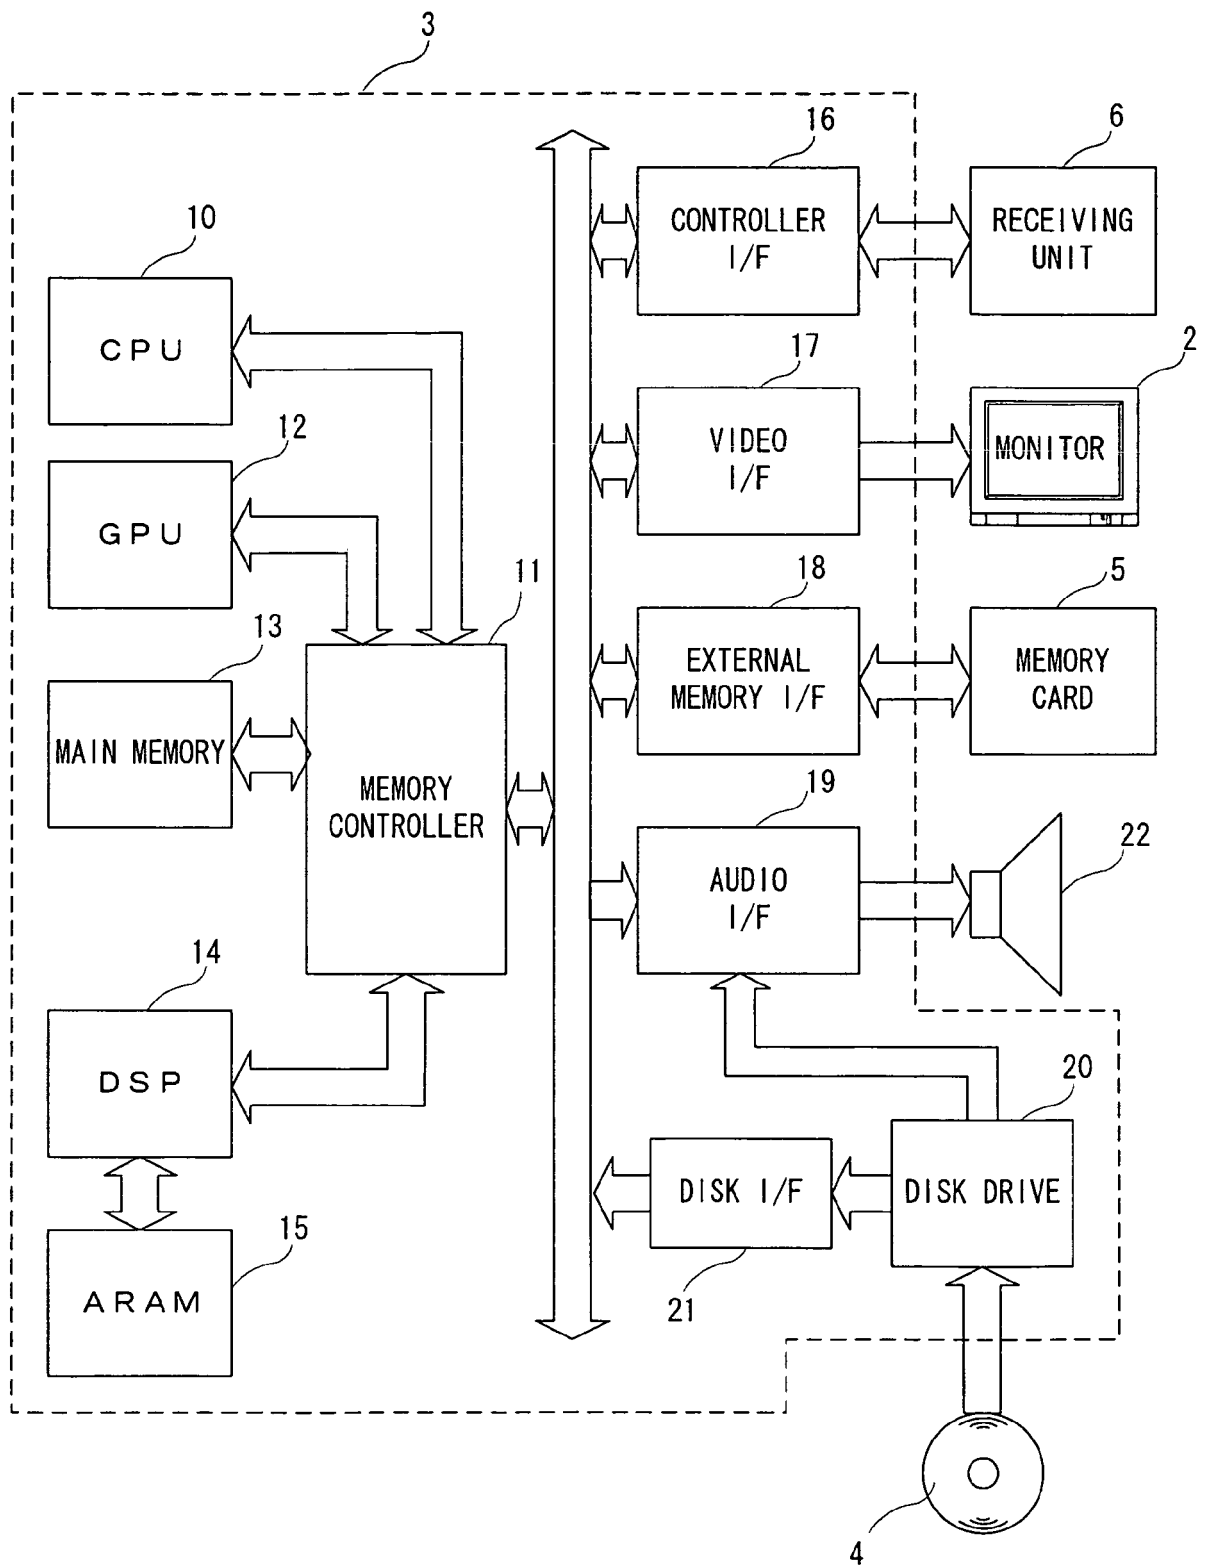 3
16
6
10
CONTROLLER
I/F
RECEIVING
UNIT
CPU
17
2
12
VIDEO
I/F
MONITOR
GPU
11
18
5
13
EXTERNAL
MEMORY I/F
MEMORY
CARD
MAIN MEMORY
MEMORY
CONTROLLER
19
22
AUDIO
I/F
14
20
DSP
DISK I/F
DISK DRIVE
15
21
ARAM
4